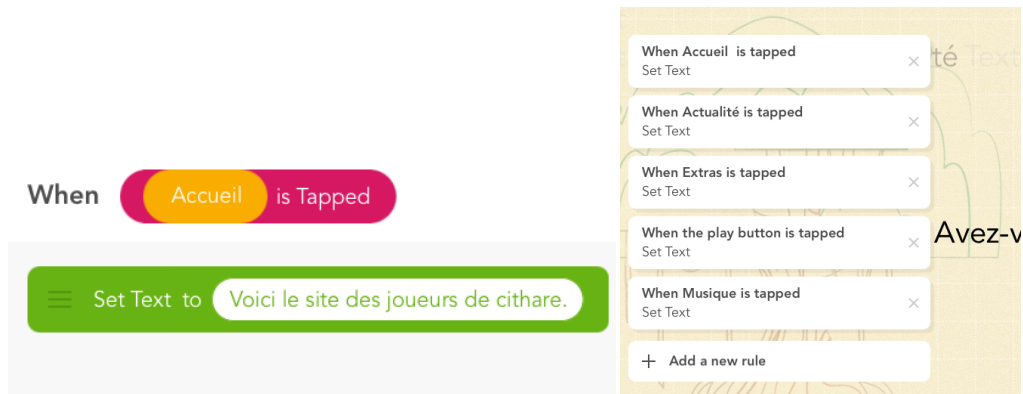 When Accueil is Tapped
Set Text to Voici le site des joueurs de cithare.
When Accueil is tapped
Set Text
When Actualité is tapped
Set Text
When Extras is tapped
Set Text
When the play button is tapped
Set Text
When Musique is tapped
Set Text
Add a new rule
té Text
Avez-v